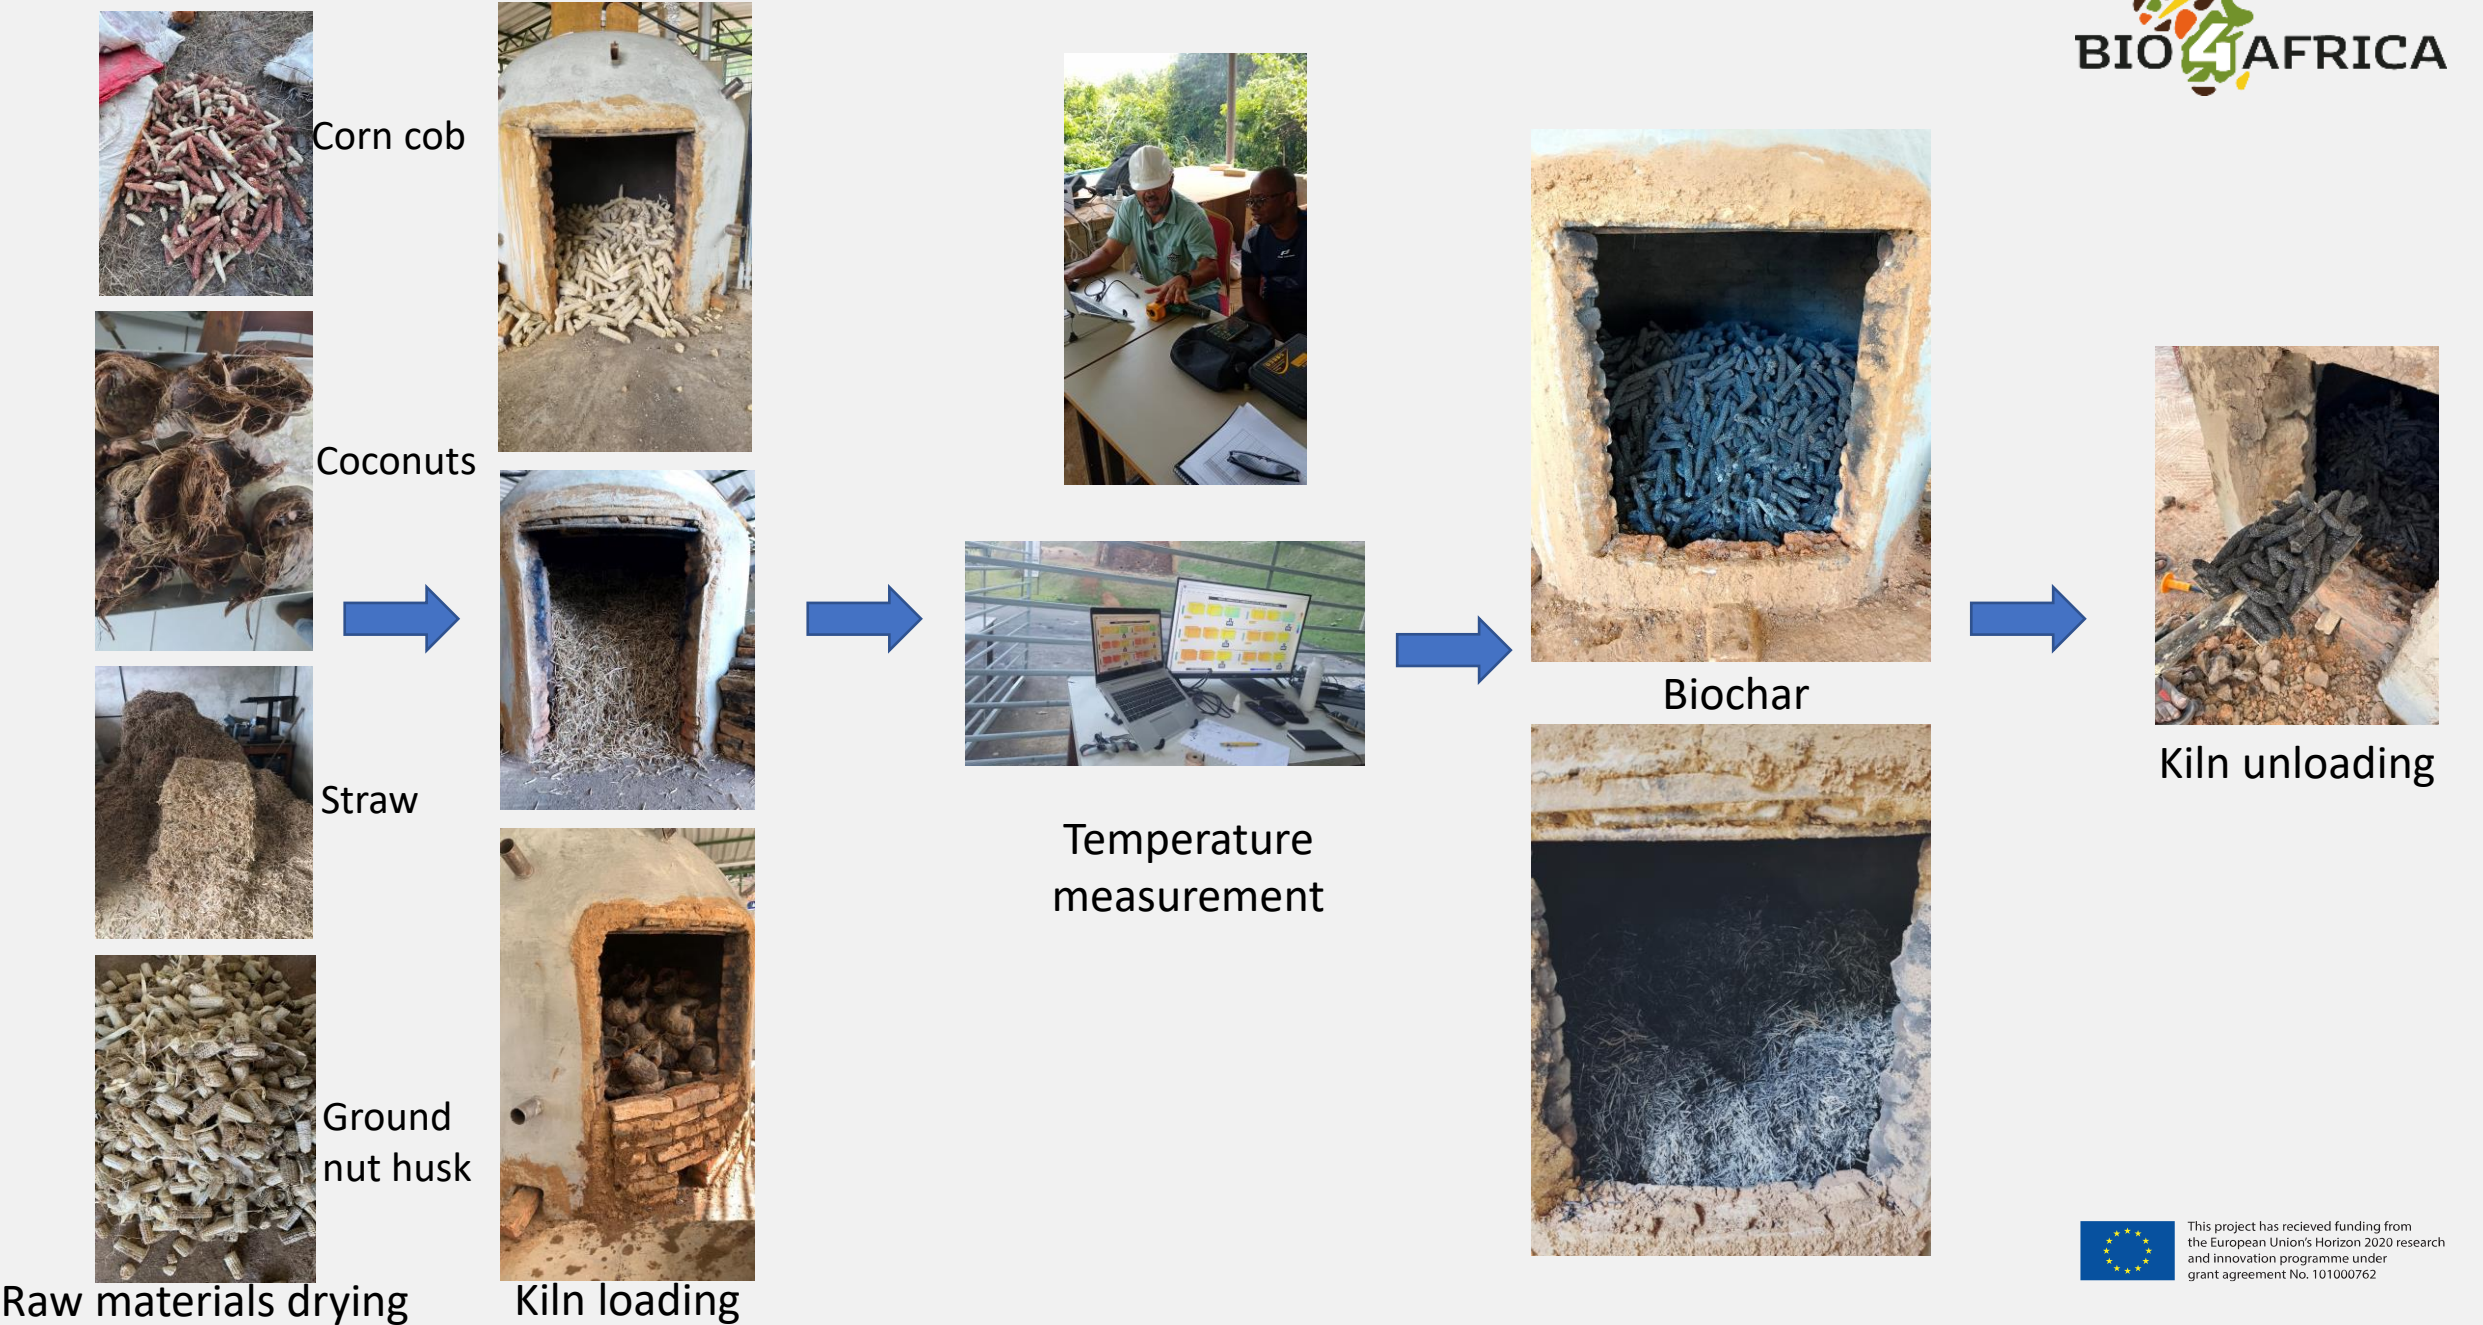 BIO4AFRICA
Corn cob
Coconuts
Straw
Ground
nut husk
Raw materials drying
Kiln loading
Temperature
measurement
Biochar
Kiln unloading
This project has recieved funding from
the European Union's Horizon 2020 research
and innovation programme under
grant agreement No. 101000762